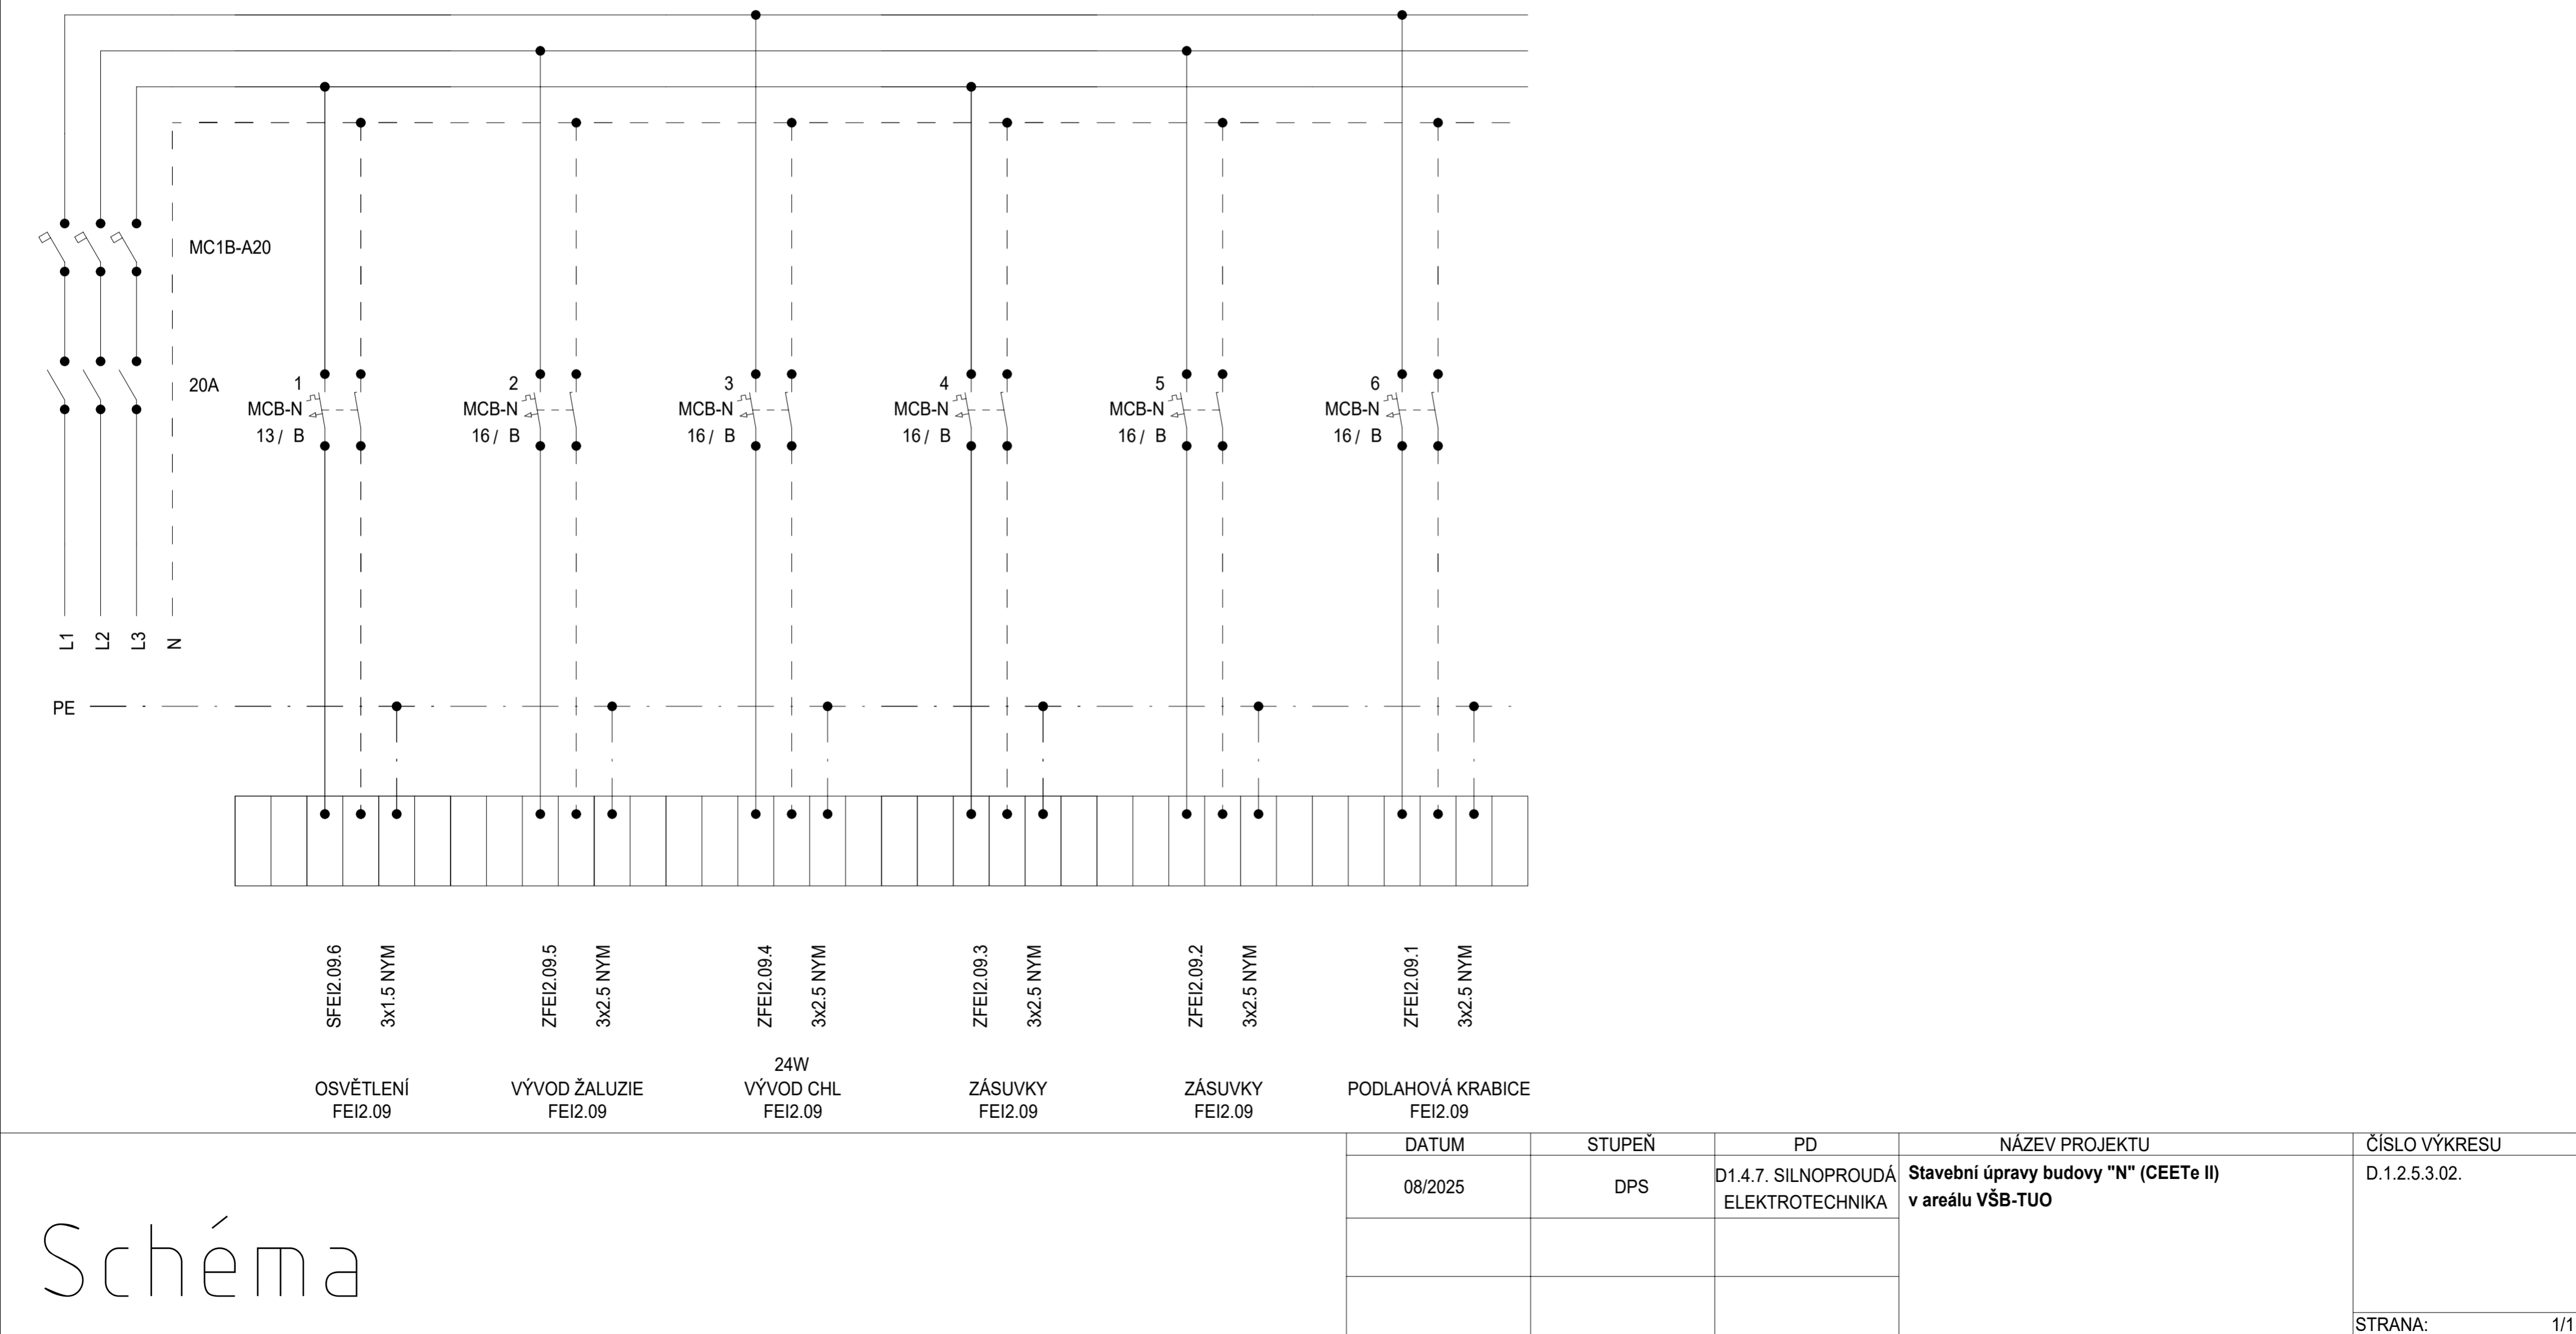 MC1B-A20
20A
1
MCB-N
13 / B
2
MCB-N
16 / B
3
MCB-N
16 / B
4
MCB-N
16 / B
5
MCB-N
16 / B
6
MCB-N
16 / B
L1
L2
L3
N
PE
SFEI2.09.6
3x1.5 NYM
ZFEI2.09.5
3x2.5 NYM
ZFEI2.09.4
3x2.5 NYM
ZFEI2.09.3
3x2.5 NYM
ZFEI2.09.2
3x2.5 NYM
ZFEI2.09.1
3x2.5 NYM
OSVĚTLENÍ
FEI2.09
VÝVOD ŽALUZIE
FEI2.09
24W
VÝVOD CHL
FEI2.09
ZÁSUVKY
FEI2.09
ZÁSUVKY
FEI2.09
PODLAHOVÁ KRABICE
FEI2.09
Schéma
DATUM
08/2025
STUPEŇ
DPS
PD
D1.4.7. SILNOPROUDÁ
ELEKTROTECHNIKA
NÁZEV PROJEKTU
Stavební úpravy budovy "N" (CEETe II)
v areálu VŠB-TUO
ČÍSLO VÝKRESU
D.1.2.5.3.02.
STRANA: 1/1